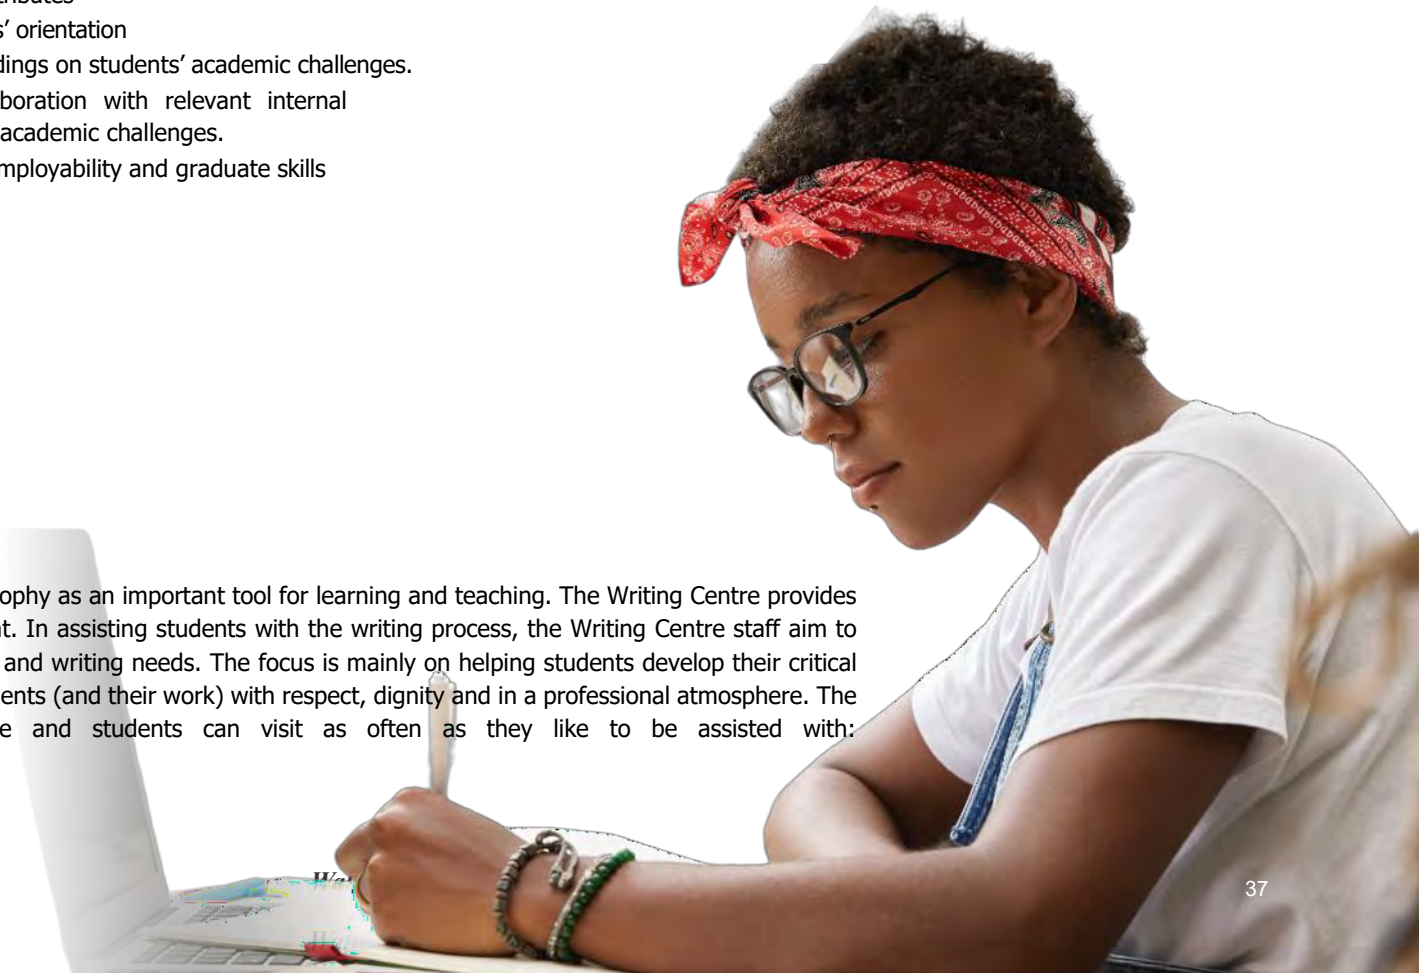 tributes
s’ orientation
dings on students’ academic challenges.
boration with relevant internal
academic challenges.
mployability and graduate skills
ophy as an important tool for learning and teaching. The Writing Centre provides
t. In assisting students with the writing process, the Writing Centre staff aim to
and writing needs. The focus is mainly on helping students develop their critical
ents (and their work) with respect, dignity and in a professional atmosphere. The
e and students can visit as often as they like to be assisted with:
37